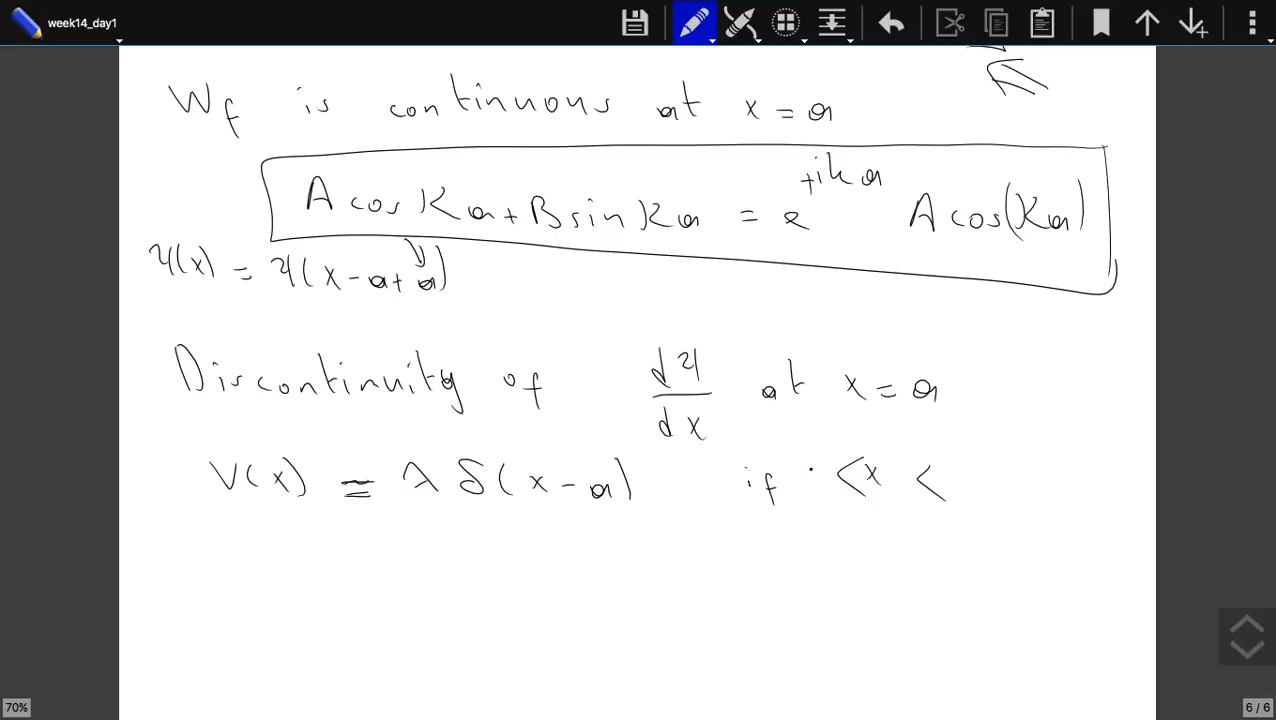 week14_day1
Wf is continuous at x = a
A cos Ka + B sin Ka = e^{+ika} A cos(Ka)
Ψ(x) = Ψ(x - a + a)
Discontinuity of dΨ/dx at x = a
V(x) = λ δ(x - a) if · < x <
70%
6 / 6